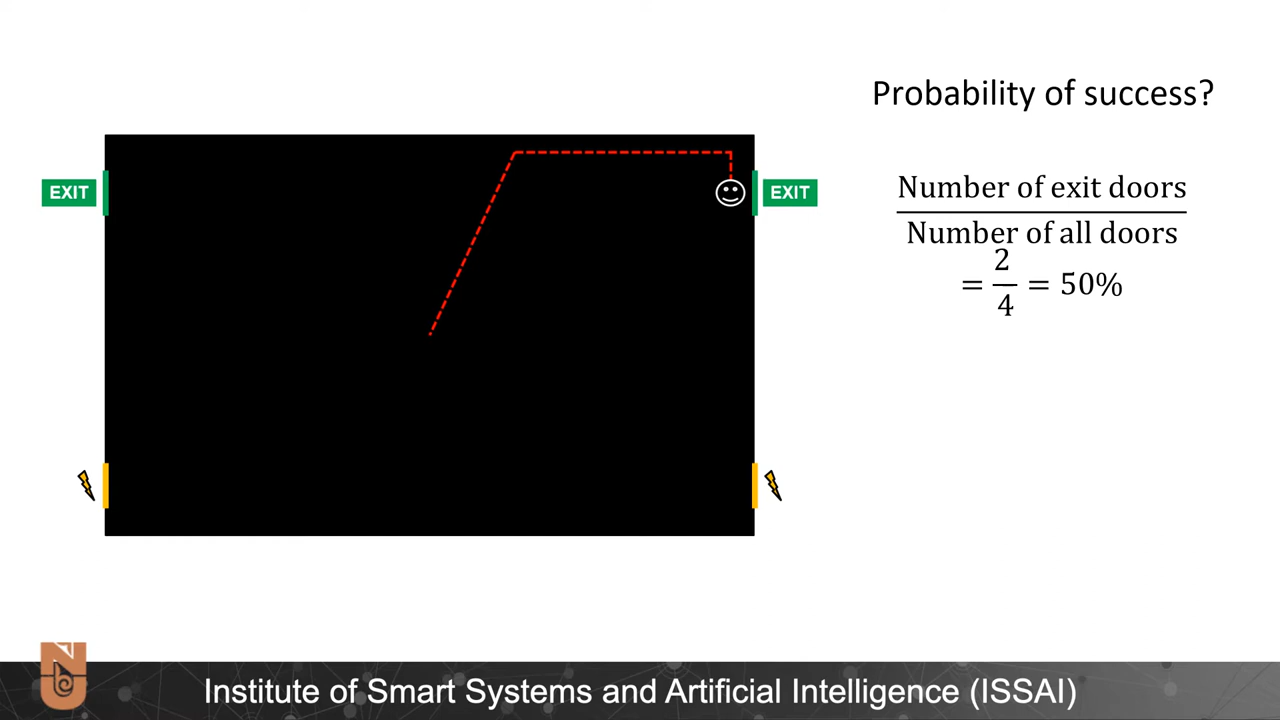 Probability of success?
EXIT
EXIT
Number of exit doors
Number of all doors
= 2/4 = 50%
Institute of Smart Systems and Artificial Intelligence (ISSAI)